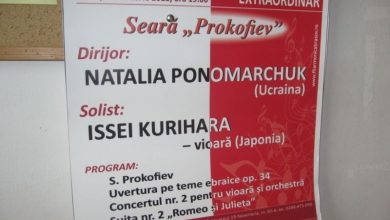 EXTRAORDINAR
Seară „Prokofiev”
Dirijor:
NATALIA PONOMARCHUK
(Ucraina)
Solist:
ISSEI KURIHARA
– vioară (Japonia)
PROGRAM:
S. Prokofiev
Uvertura pe teme ebraice op. 34
Concertul nr. 2 pentru vioară și orchestră
Suita nr. 2 „Romeo și Julieta”